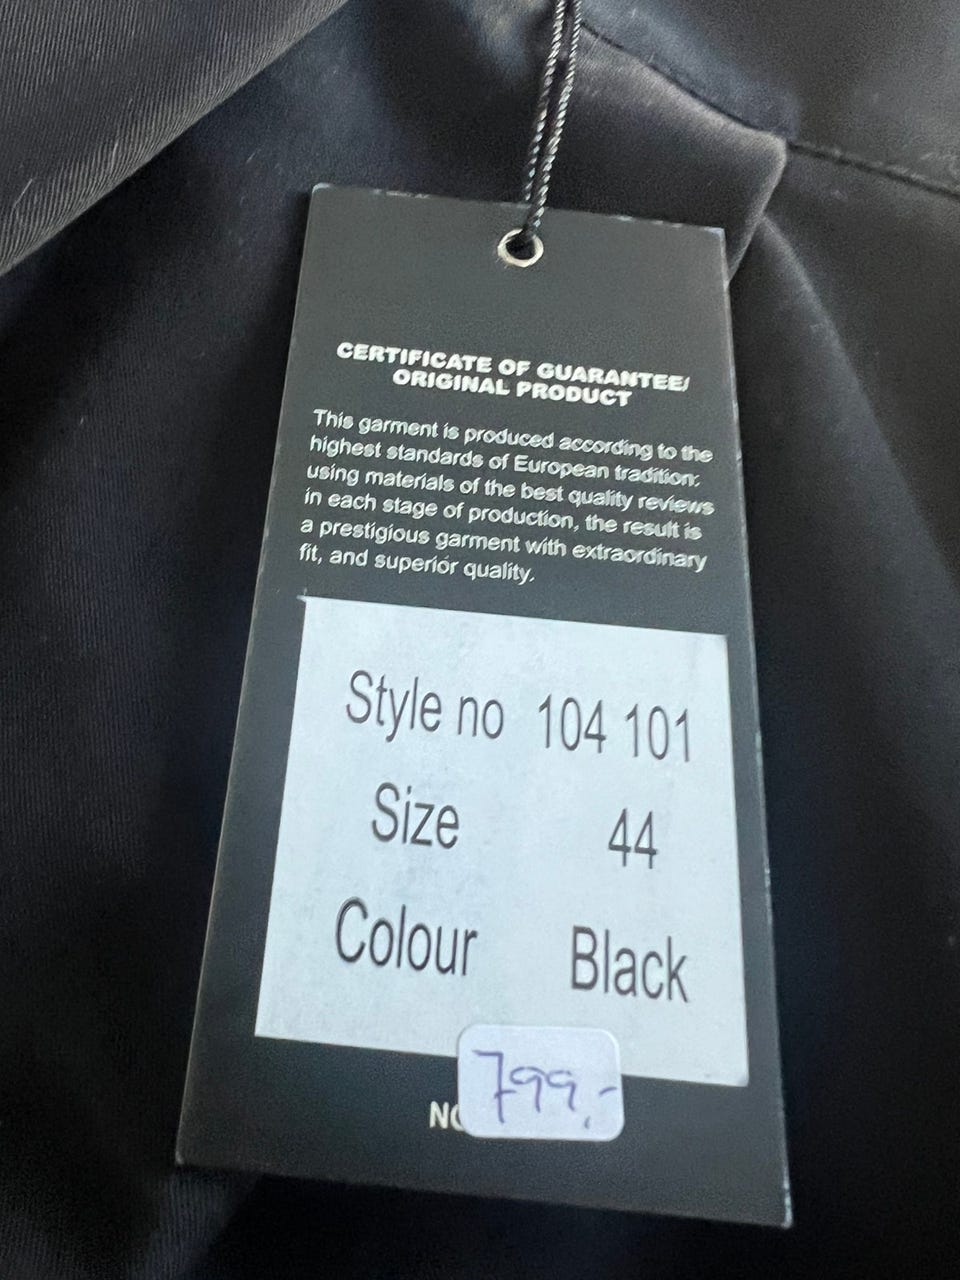 CERTIFICATE OF GUARANTEE/
ORIGINAL PRODUCT
This garment is produced according to the
highest standards of European tradition:
using materials of the best quality reviews
in each stage of production, the result is
a prestigious garment with extraordinary
fit, and superior quality.
Style no 104 101
Size 44
Colour Black
799,-